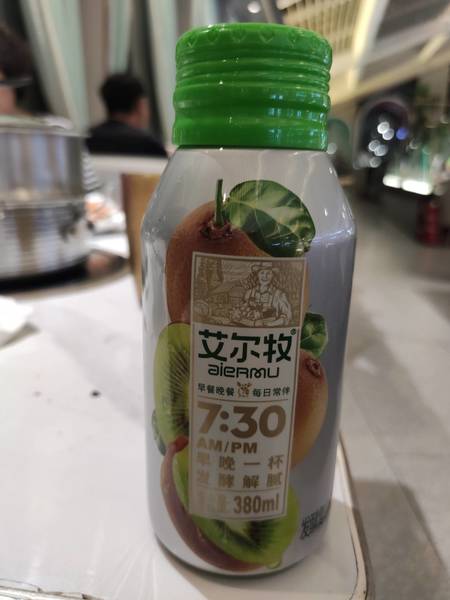 艾尔牧®
aierмu
早餐晚餐 每日常伴
7:30
AM/PM
早晚一杯
发酵解腻
380ml